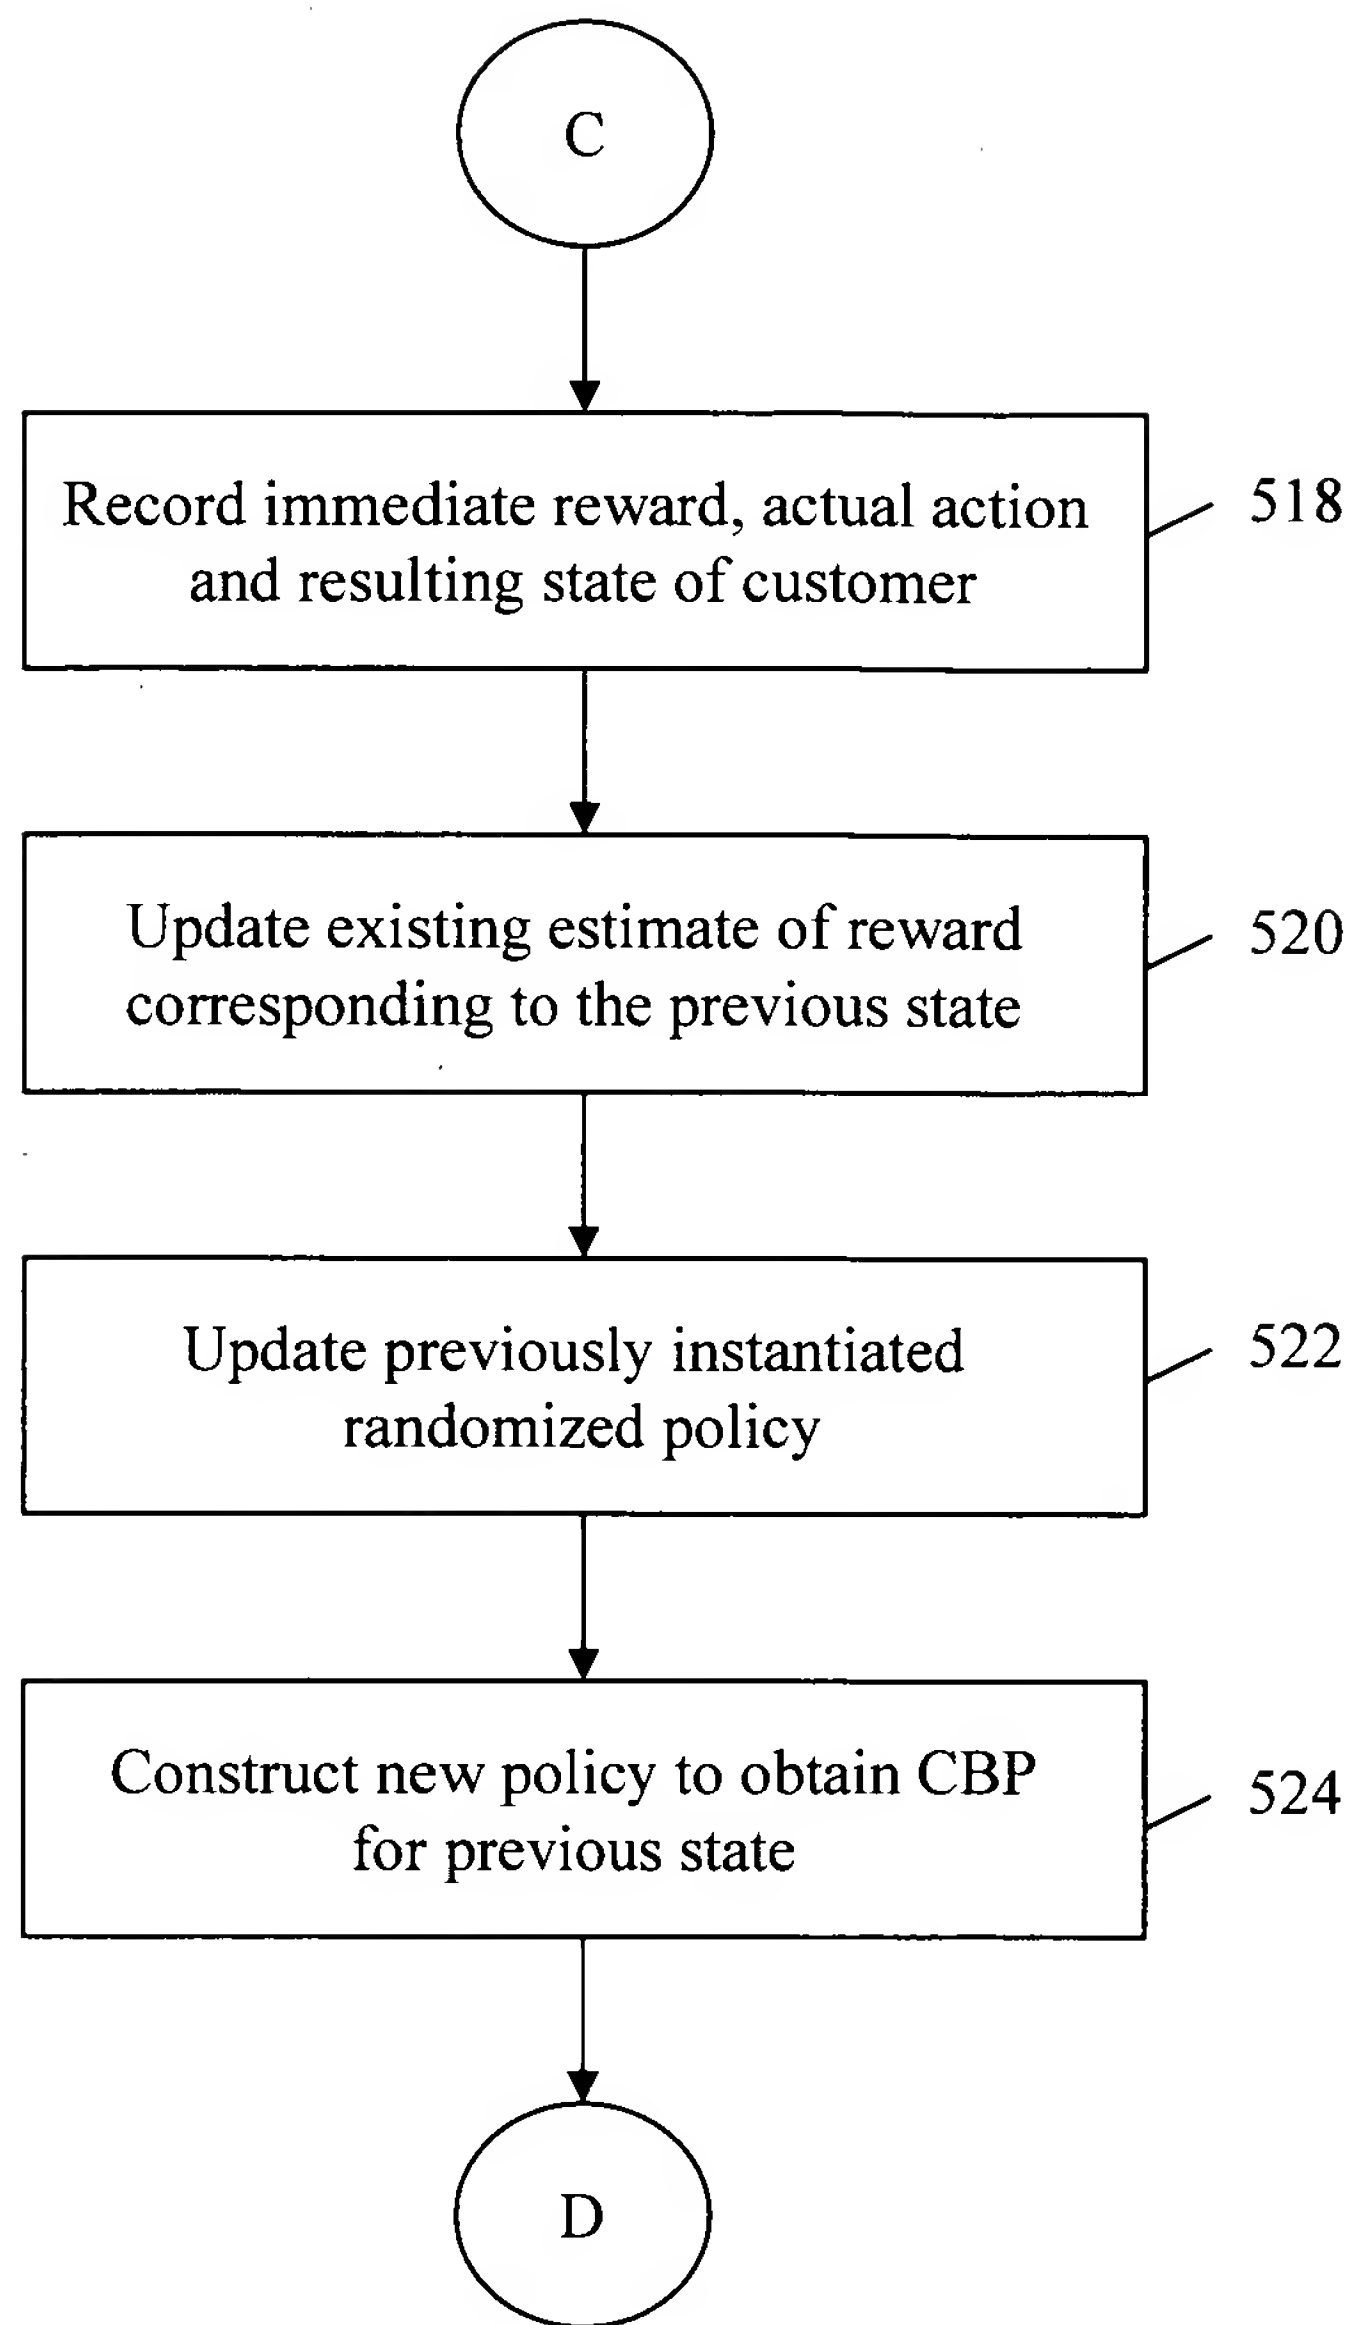 C
Record immediate reward, actual action
and resulting state of customer
518
Update existing estimate of reward
corresponding to the previous state
520
Update previously instantiated
randomized policy
522
Construct new policy to obtain CBP
for previous state
524
D